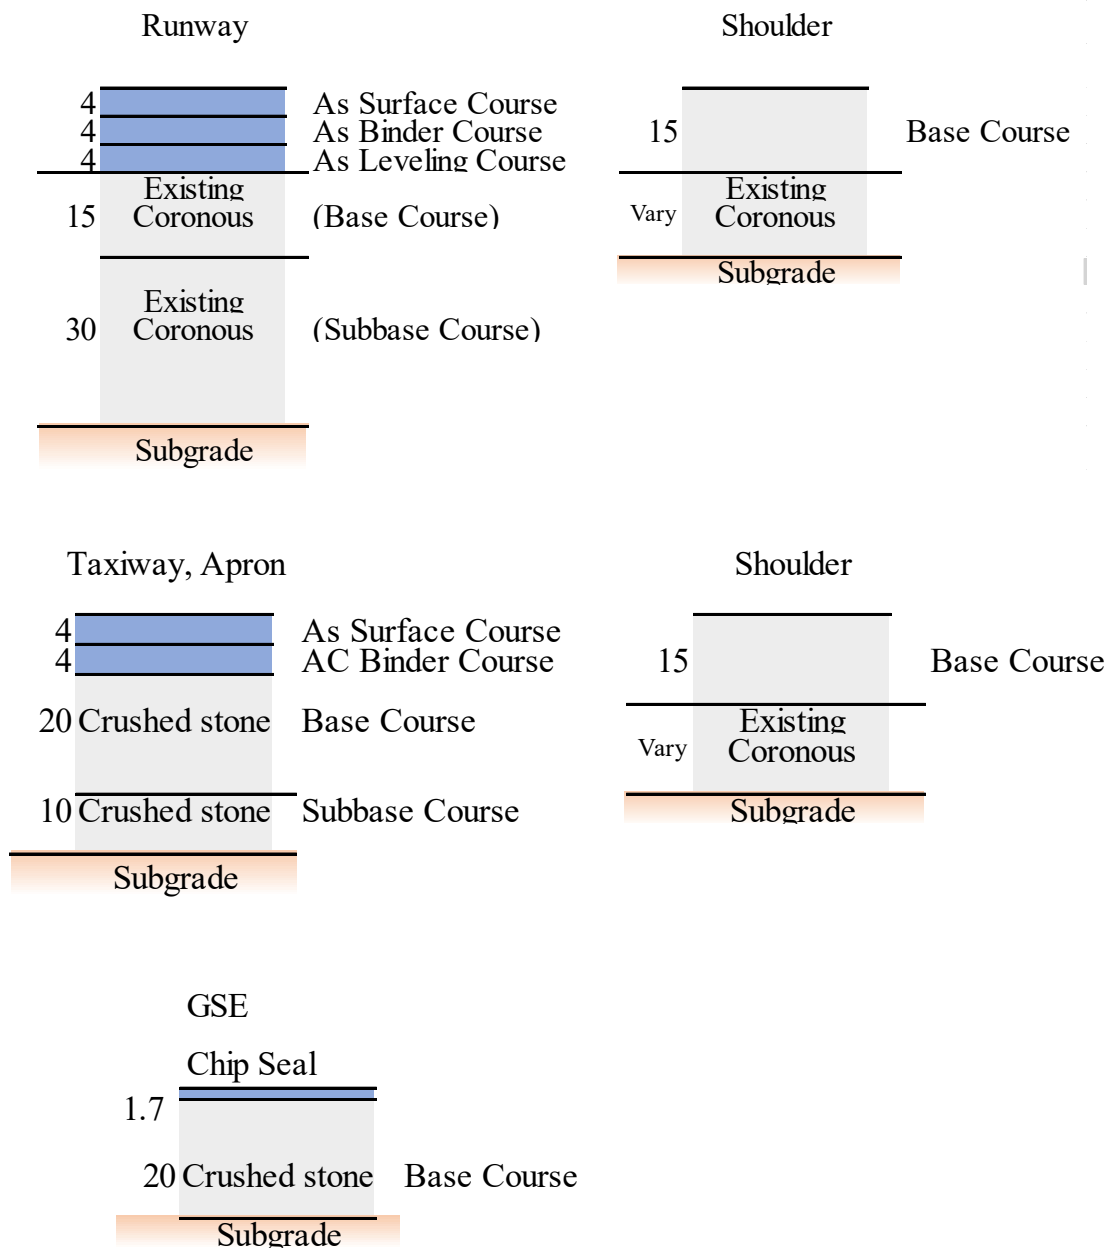 Runway
Shoulder
4 As Surface Course
4 As Binder Course
4 As Leveling Course
15 Existing Coronous (Base Course)
30 Existing Coronous (Subbase Course)
Subgrade
15 Base Course
Vary Existing Coronous
Subgrade
Taxiway, Apron
Shoulder
4 As Surface Course
4 AC Binder Course
20 Crushed stone Base Course
10 Crushed stone Subbase Course
Subgrade
15 Base Course
Vary Existing Coronous
Subgrade
GSE
Chip Seal
1.7
20 Crushed stone Base Course
Subgrade